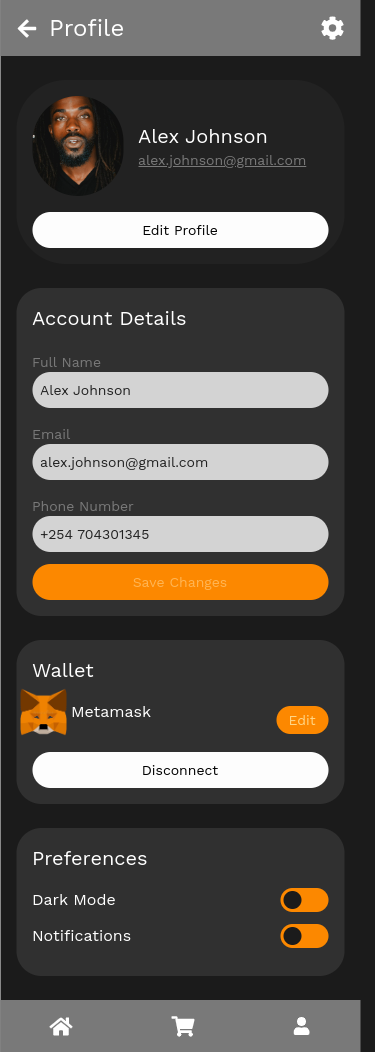 Profile
Alex Johnson
alex.johnson@gmail.com
Edit Profile
Account Details
Full Name
Alex Johnson
Email
alex.johnson@gmail.com
Phone Number
+254 704301345
Save Changes
Wallet
Metamask
Edit
Disconnect
Preferences
Dark Mode
Notifications